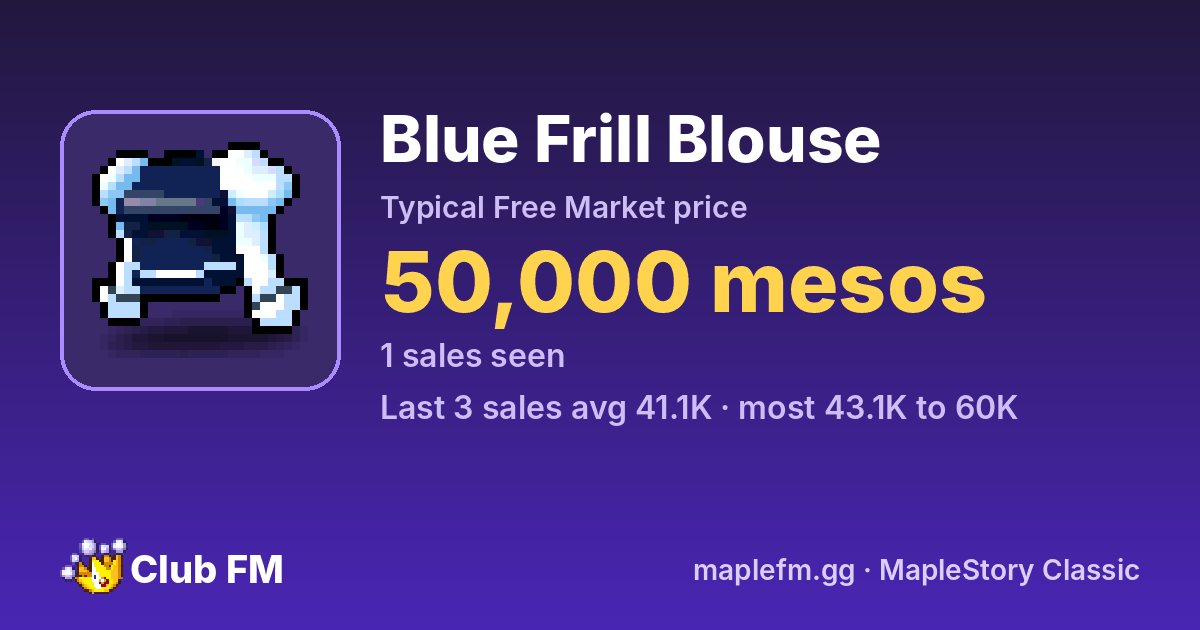 Blue Frill Blouse
Typical Free Market price
50,000 mesos
1 sales seen
Last 3 sales avg 41.1K · most 43.1K to 60K
Club FM
maplefm.gg · MapleStory Classic